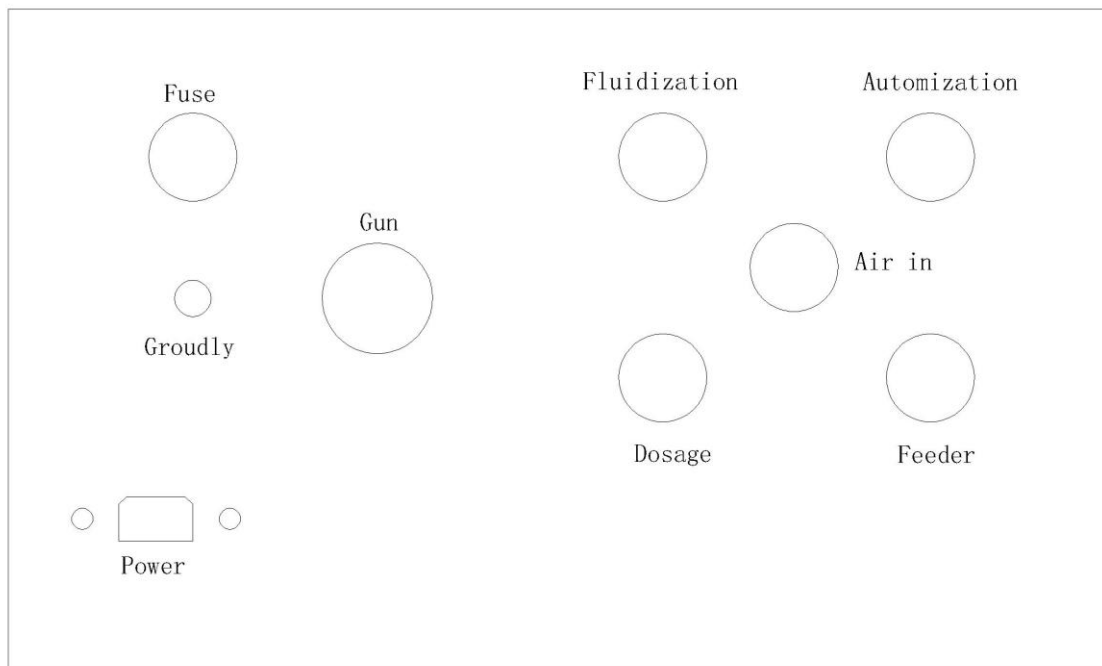 Fluidization
Automization
Fuse
Gun
Air in
Groudly
Dosage
Feeder
Power